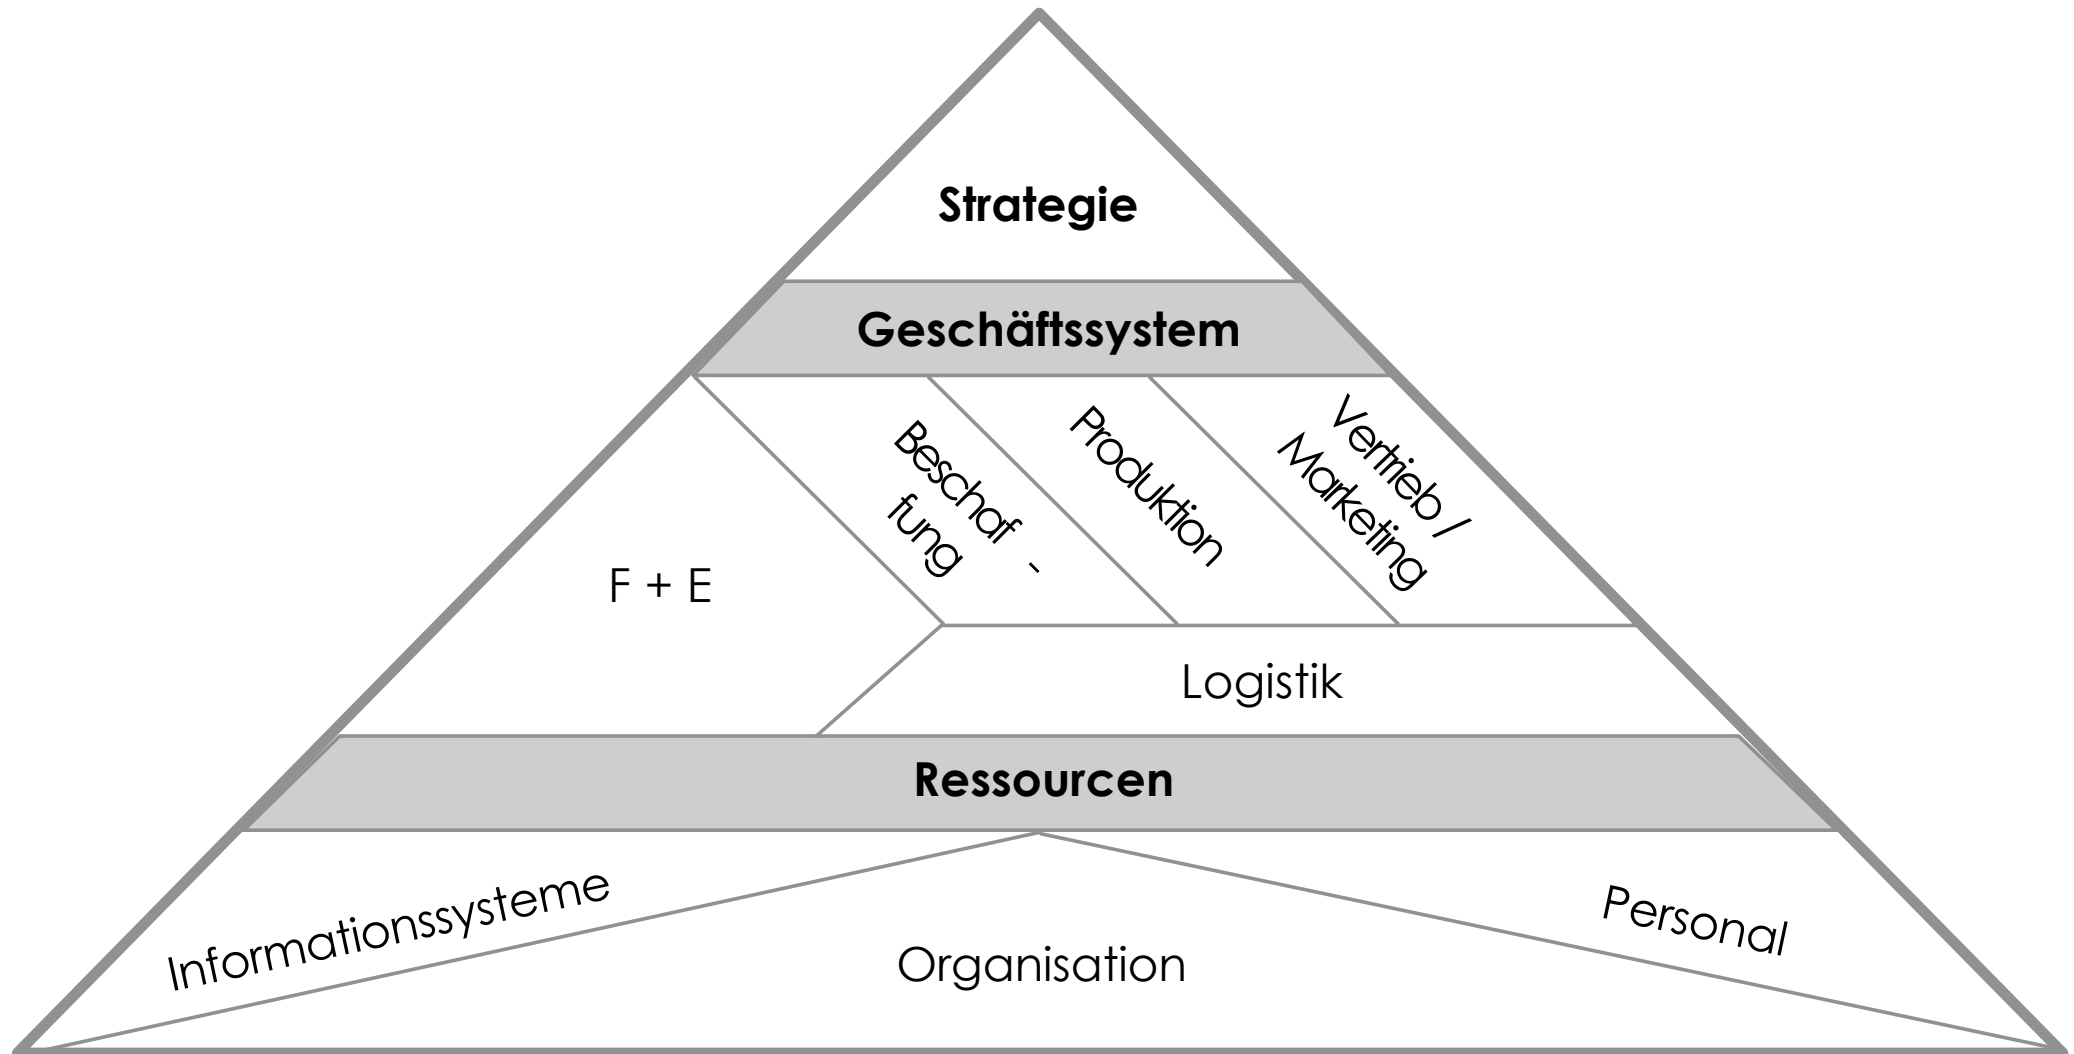 Strategie
Geschäftssystem
F + E
Beschaf -
fung
Produktion
Vertrieb /
Marketing
Logistik
Ressourcen
Informationssysteme
Organisation
Personal